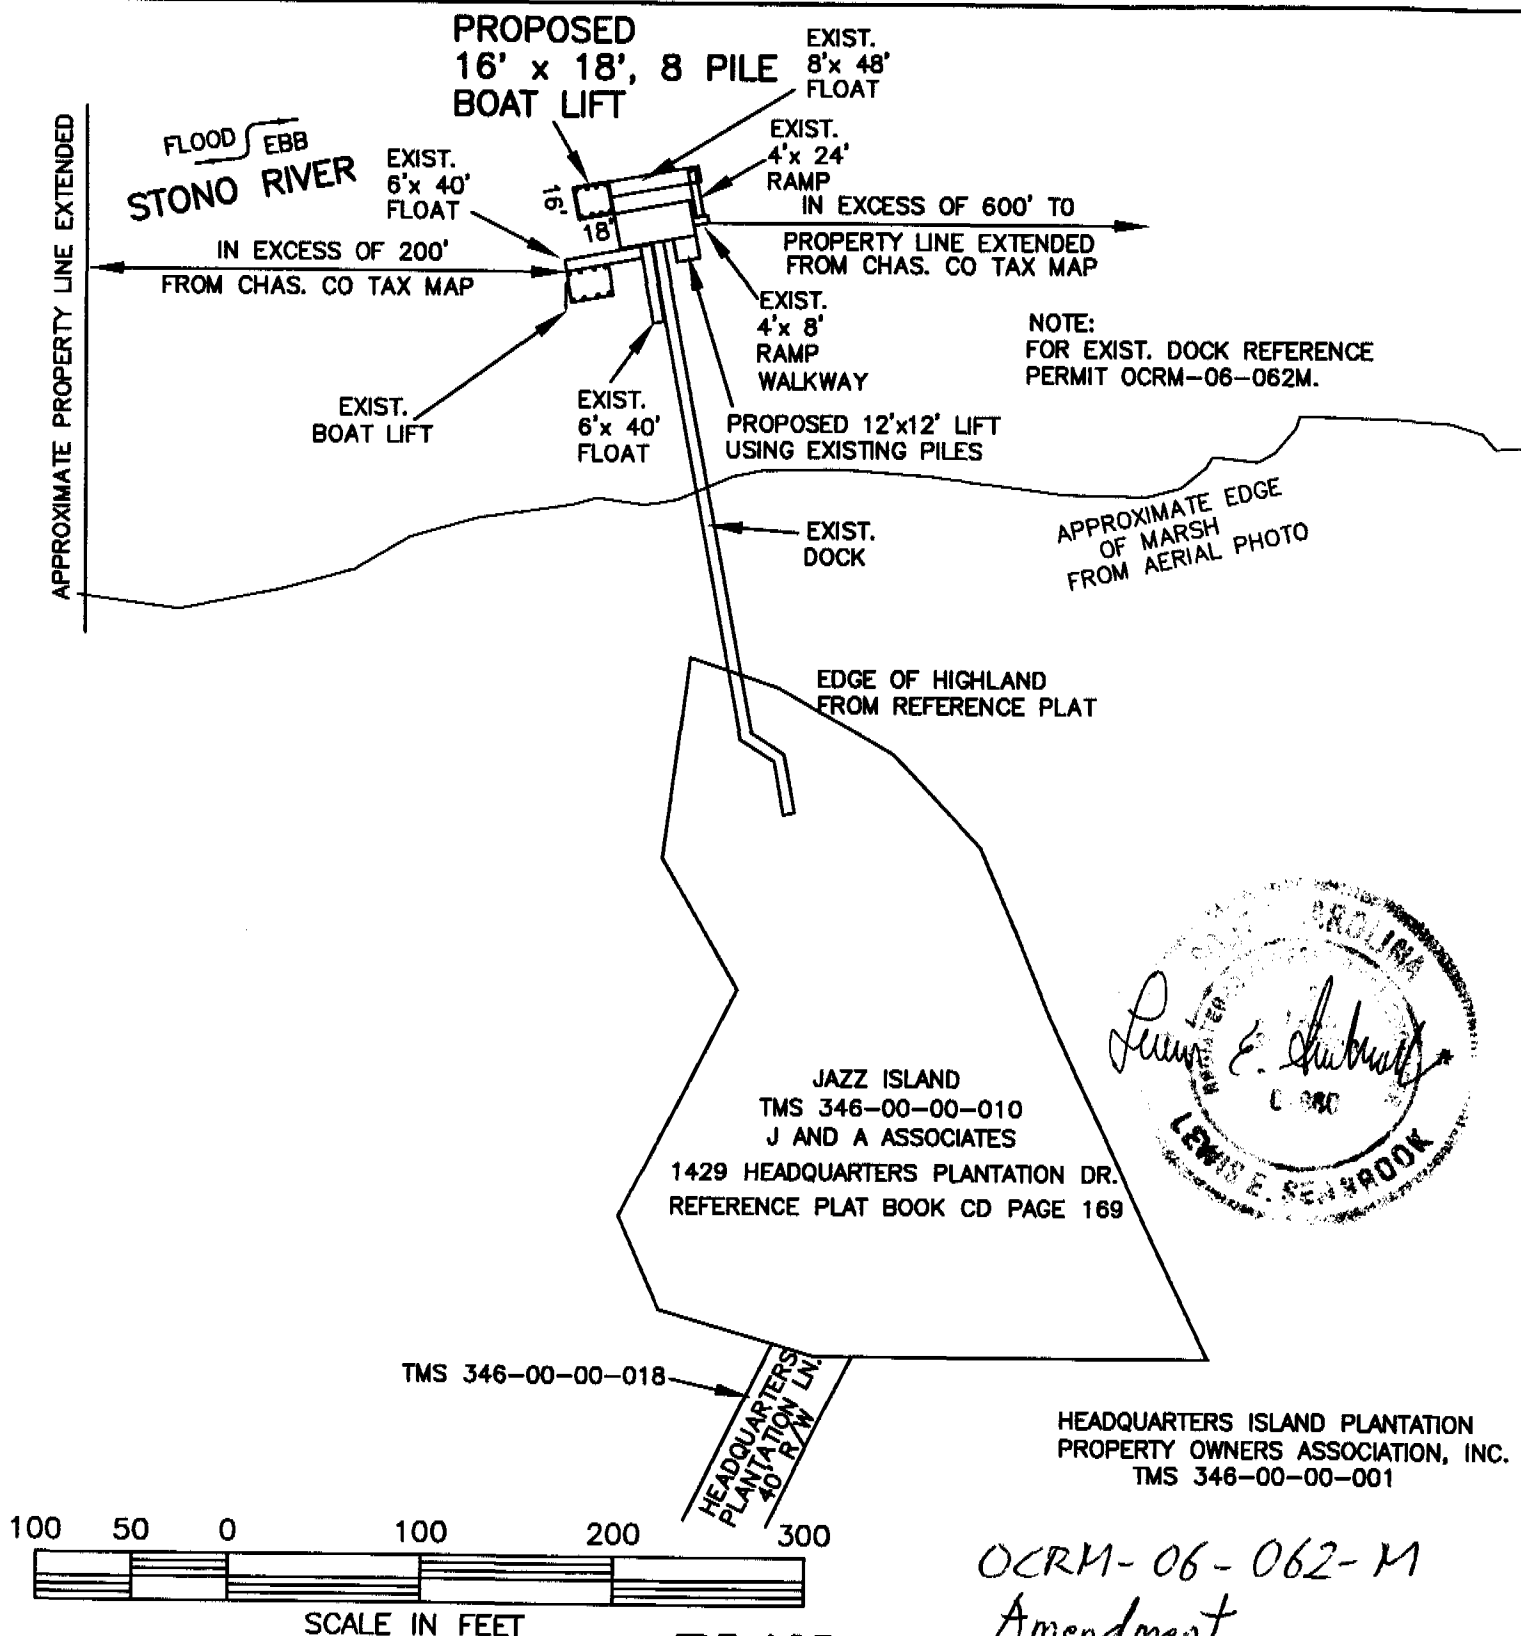 PROPOSED
16' x 18', 8 PILE
BOAT LIFT
EXIST.
8'x 48'
FLOAT
APPROXIMATE PROPERTY LINE EXTENDED
FLOOD
EBB
STONO RIVER
EXIST.
6'x 40'
FLOAT
EXIST.
4'x 24'
RAMP
16'
18'
IN EXCESS OF 200'
FROM CHAS. CO TAX MAP
IN EXCESS OF 600' TO
PROPERTY LINE EXTENDED
FROM CHAS. CO TAX MAP
EXIST.
4'x 8'
RAMP
WALKWAY
NOTE:
FOR EXIST. DOCK REFERENCE
PERMIT OCRM-06-062M.
EXIST.
BOAT LIFT
EXIST.
6'x 40'
FLOAT
PROPOSED 12'x12' LIFT
USING EXISTING PILES
EXIST.
DOCK
APPROXIMATE EDGE
OF MARSH
FROM AERIAL PHOTO
EDGE OF HIGHLAND
FROM REFERENCE PLAT
JAZZ ISLAND
TMS 346-00-00-010
J AND A ASSOCIATES
1429 HEADQUARTERS PLANTATION DR.
REFERENCE PLAT BOOK CD PAGE 169
LEWIS E. SEABROOK
TMS 346-00-00-018
HEADQUARTERS
PLANTATION LN.
40' R/W
HEADQUARTERS ISLAND PLANTATION
PROPERTY OWNERS ASSOCIATION, INC.
TMS 346-00-00-001
100 50 0 100 200 300
SCALE IN FEET
OCRM-06-062-M
Amendment